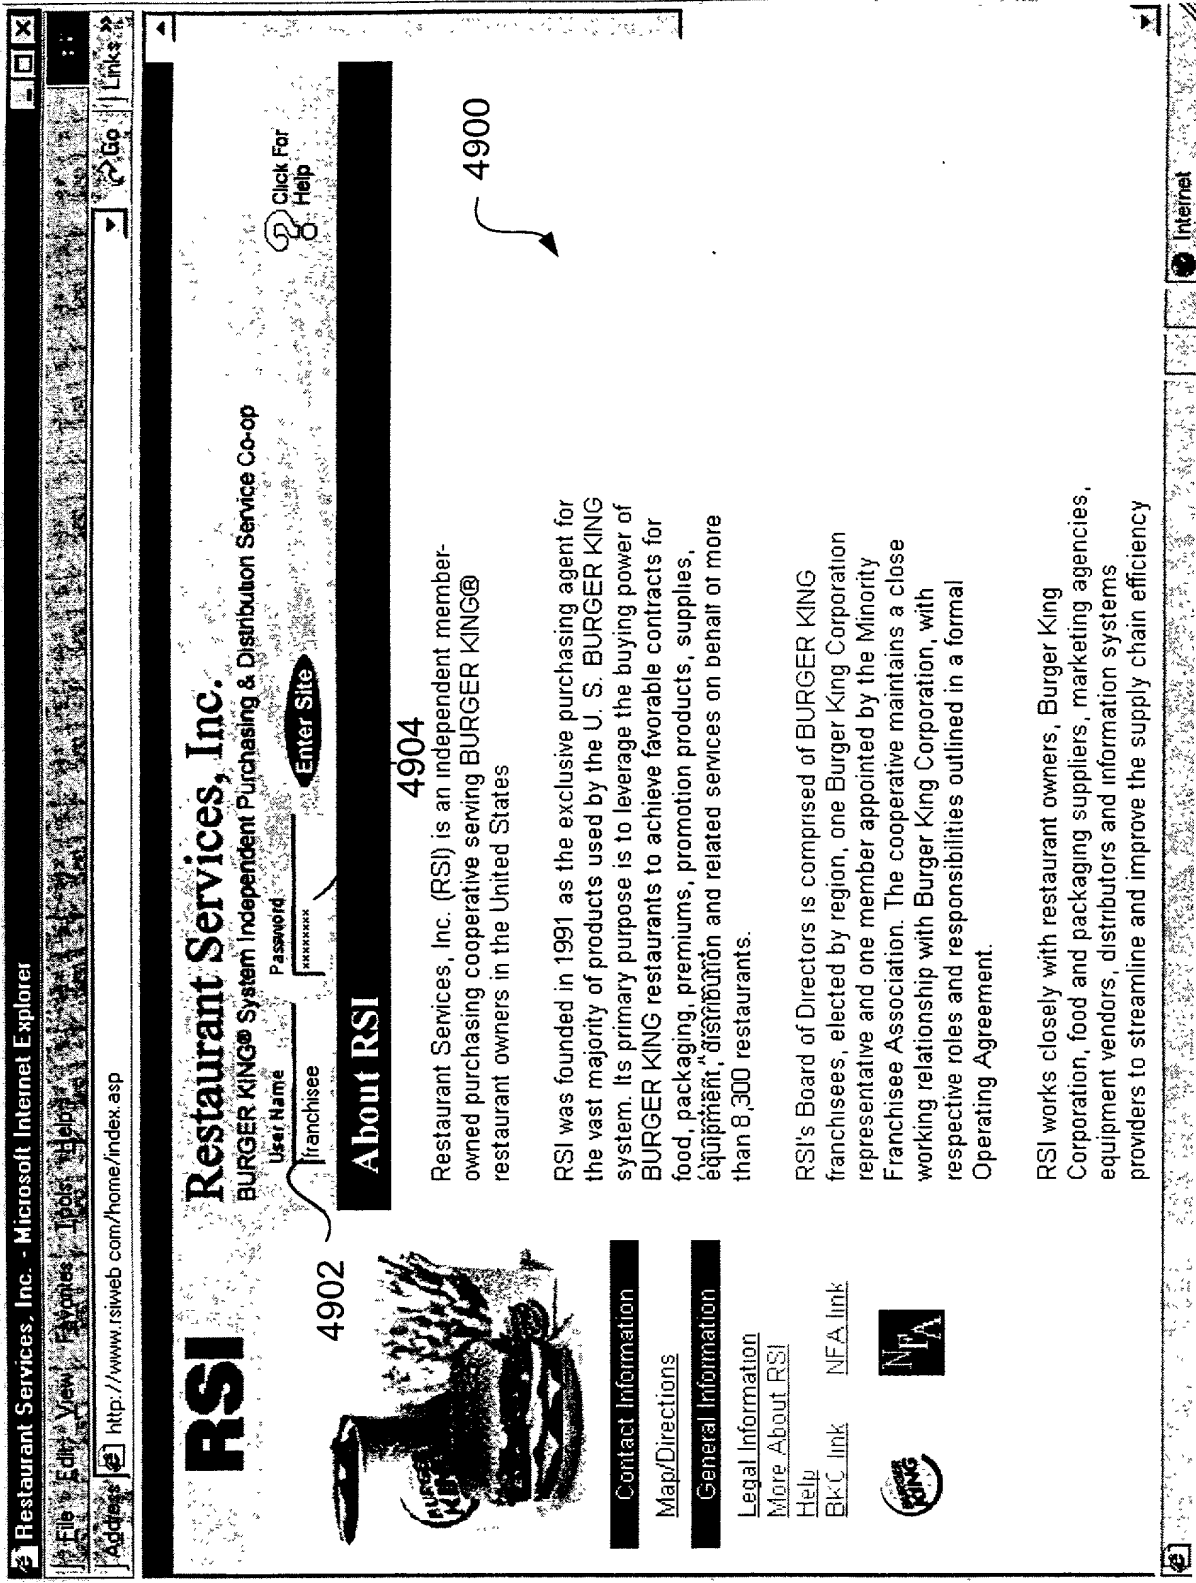 Restaurant Services, Inc. - Microsoft Internet Explorer
File Edit View Favorites Tools Help
Address http://www.rsiweb.com/home/index.asp Go Links »
RSI
Restaurant Services, Inc.
BURGER KING® System Independent Purchasing & Distribution Service Co-op
User Name Password
franchisee ******** Enter Site
Click For
Help
4902
4904
4900
About RSI
Restaurant Services, Inc. (RSI) is an independent member-
owned purchasing cooperative serving BURGER KING®
restaurant owners in the United States
RSI was founded in 1991 as the exclusive purchasing agent for
the vast majority of products used by the U. S. BURGER KING
system. Its primary purpose is to leverage the buying power of
BURGER KING restaurants to achieve favorable contracts for
food, packaging, premiums, promotion products, supplies,
equipment, distribution and related services on behalf of more
than 8,300 restaurants.
RSI's Board of Directors is comprised of BURGER KING
franchisees, elected by region, one Burger King Corporation
representative and one member appointed by the Minority
Franchisee Association. The cooperative maintains a close
working relationship with Burger King Corporation, with
respective roles and responsibilities outlined in a formal
Operating Agreement.
RSI works closely with restaurant owners, Burger King
Corporation, food and packaging suppliers, marketing agencies,
equipment vendors, distributors and information systems
providers to streamline and improve the supply chain efficiency
Contact Information
Map/Directions
General Information
Legal Information
More About RSI
Help
BKC link NFA link
BURGER
KING
NFA
Internet